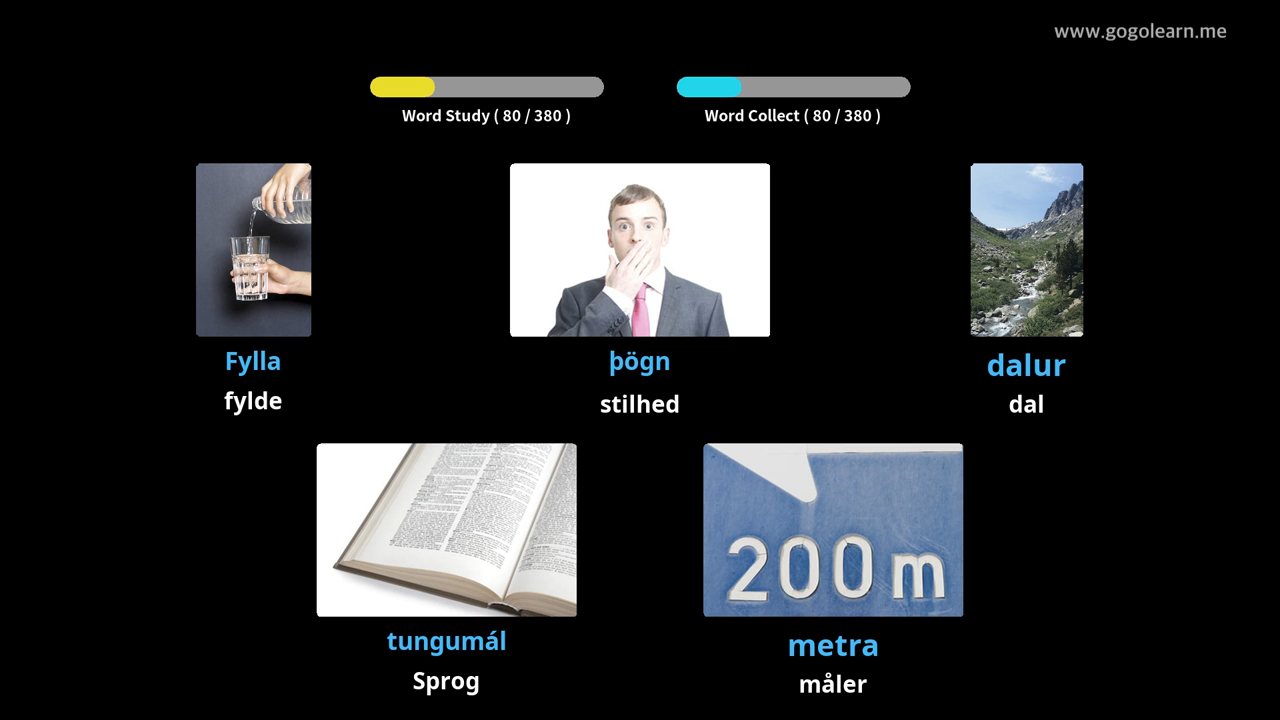 www.gogolearn.me
Word Study ( 80 / 380 )
Word Collect ( 80 / 380 )
Fylla
fylde
þögn
stilhed
dalur
dal
200 m
tungumál
Sprog
metra
måler